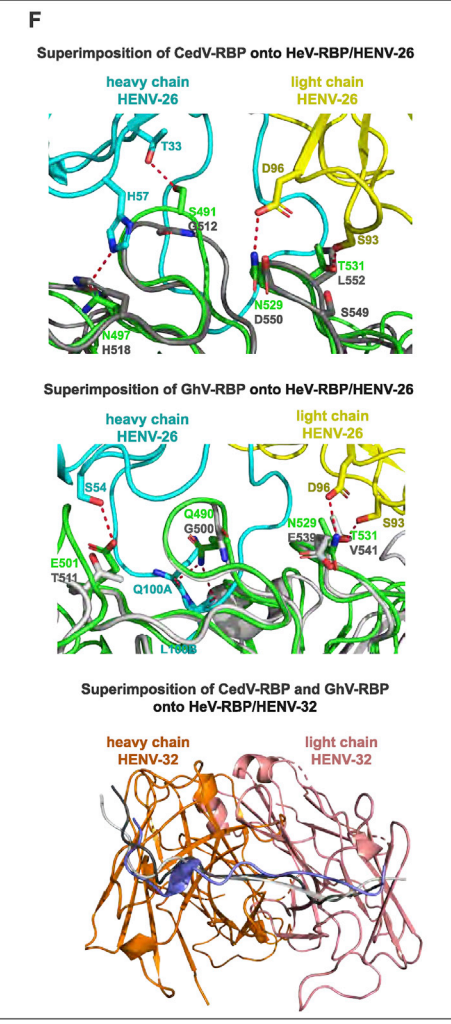 F
Superimposition of CedV-RBP onto HeV-RBP/HENV-26
heavy chain
HENV-26
light chain
HENV-26
T33
D96
H57
S491
G512
S93
T531
L552
N529
D550
S549
N497
H518
Superimposition of GhV-RBP onto HeV-RBP/HENV-26
heavy chain
HENV-26
light chain
HENV-26
S54
D96
Q490
G500
S93
N529
E539
T531
V541
E501
T511
Q100A
Superimposition of CedV-RBP and GhV-RBP
onto HeV-RBP/HENV-32
heavy chain
HENV-32
light chain
HENV-32